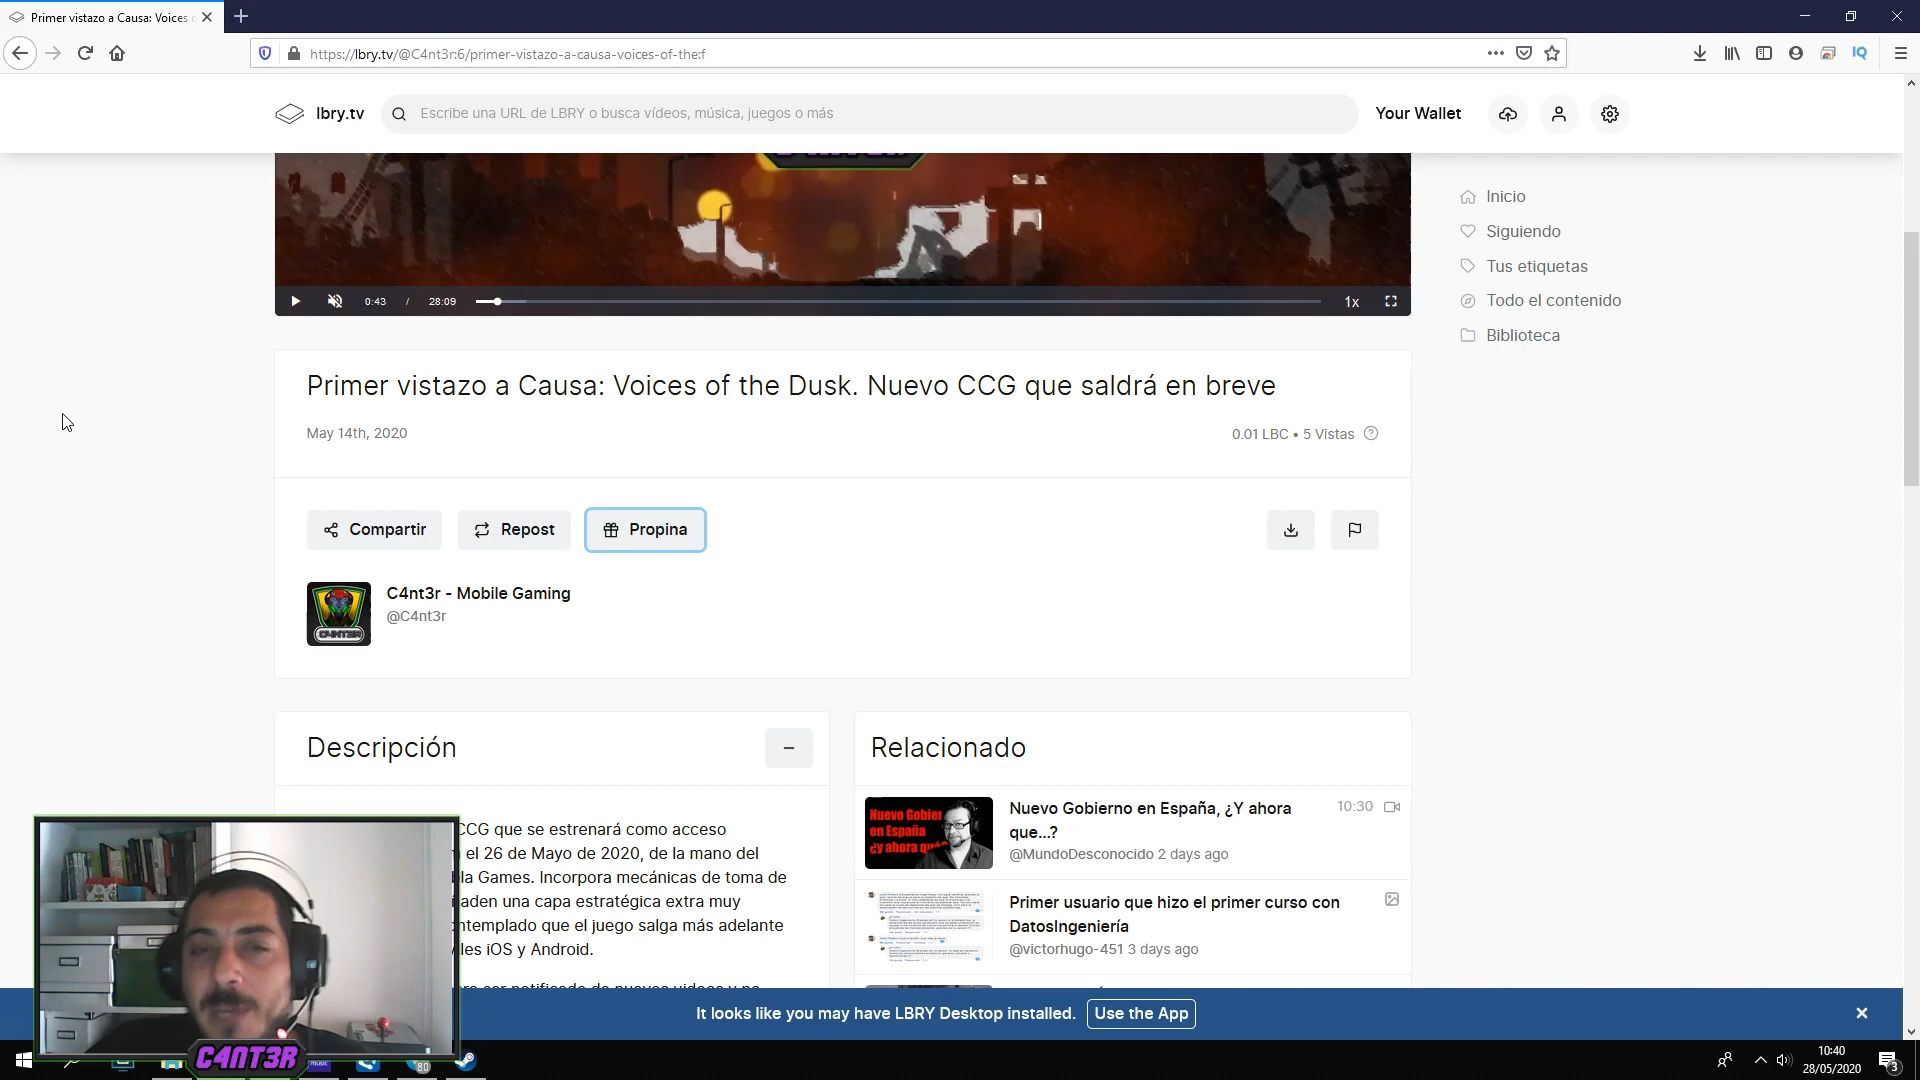 Primer vistazo a Causa: Voices
https://lbry.tv/@C4nt3r:6/primer-vistazo-a-causa-voices-of-the:f
IQ
lbry.tv
Escribe una URL de LBRY o busca vídeos, música, juegos o más
Your Wallet
Inicio
Siguiendo
Tus etiquetas
Todo el contenido
Biblioteca
0:43 / 28:09
1x
Primer vistazo a Causa: Voices of the Dusk. Nuevo CCG que saldrá en breve
May 14th, 2020
0.01 LBC • 5 Vistas
Compartir
Repost
Propina
C4nt3r - Mobile Gaming
@C4nt3r
C4NT3R
Descripción
CCG que se estrenará como acceso
el 26 de Mayo de 2020, de la mano del
Games. Incorpora mecánicas de toma de
una capa estratégica extra muy
que el juego salga más adelante
iOS y Android.
Relacionado
Nuevo Gobierno en España, ¿Y ahora
que...?
@MundoDesconocido 2 days ago
10:30
Nuevo Gobier
en España
¿y ahora qué
Primer usuario que hizo el primer curso con
DatosIngeniería
@victorhugo-451 3 days ago
It looks like you may have LBRY Desktop installed.
Use the App
C4NT3R
80
10:40
28/05/2020
3